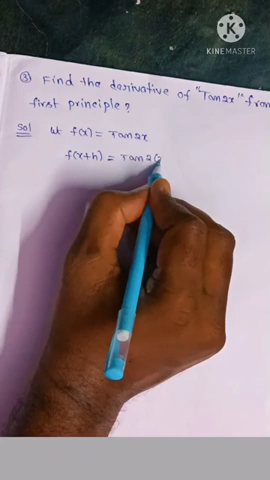 KINEMASTER
③ Find the derivative of "Tan2x" from
first principle?
Sol let f(x) = Tan2x
f(x+h) = Tan2(